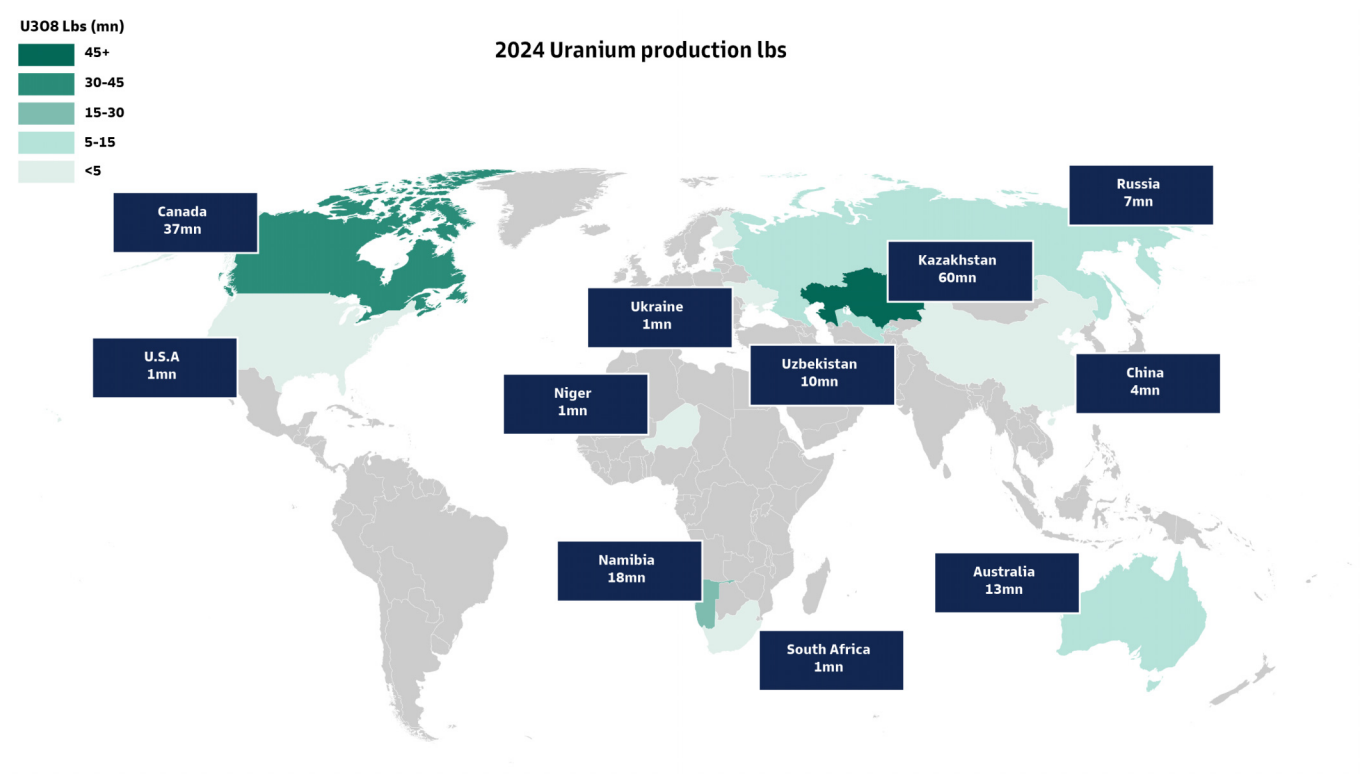 U3O8 Lbs (mn)
45+
30-45
15-30
5-15
<5
2024 Uranium production lbs
Canada
37mn
Russia
7mn
Kazakhstan
60mn
Ukraine
1mn
U.S.A
1mn
Uzbekistan
10mn
China
4mn
Niger
1mn
Namibia
18mn
Australia
13mn
South Africa
1mn